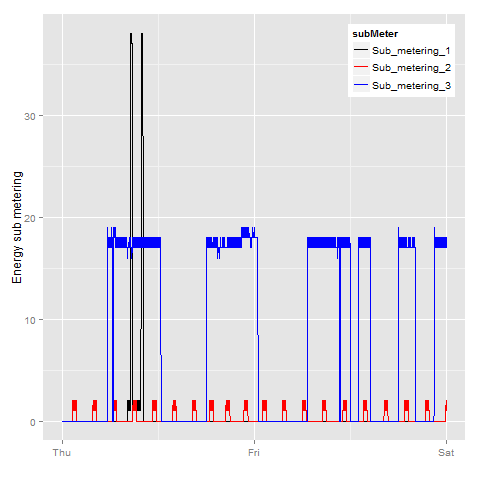 subMeter
Sub_metering_1
Sub_metering_2
Sub_metering_3
Energy sub metering
30
20
10
0
Thu
Fri
Sat